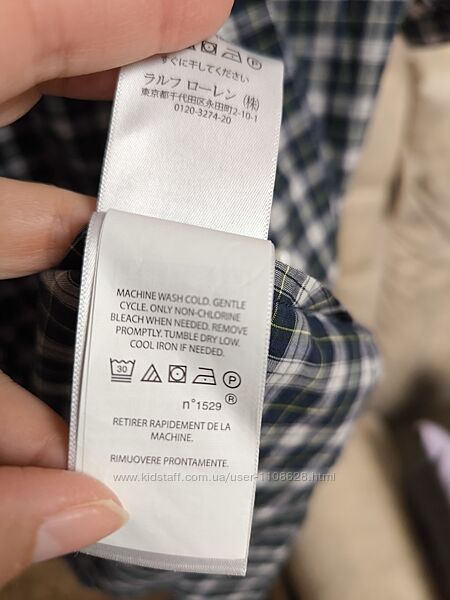 すぐに干してください
ラルフ ローレン (株)
東京都千代田区永田町2-10-1
0120-3274-20
MACHINE WASH COLD. GENTLE
CYCLE. ONLY NON-CHLORINE
BLEACH WHEN NEEDED. REMOVE
PROMPTLY. TUMBLE DRY LOW.
COOL IRON IF NEEDED.
30 P
®
n°1529
RETIRER RAPIDEMENT DE LA
MACHINE.
RIMUOVERE PRONTAMENTE.
www.kidstaff.com.ua/user-1108628.html